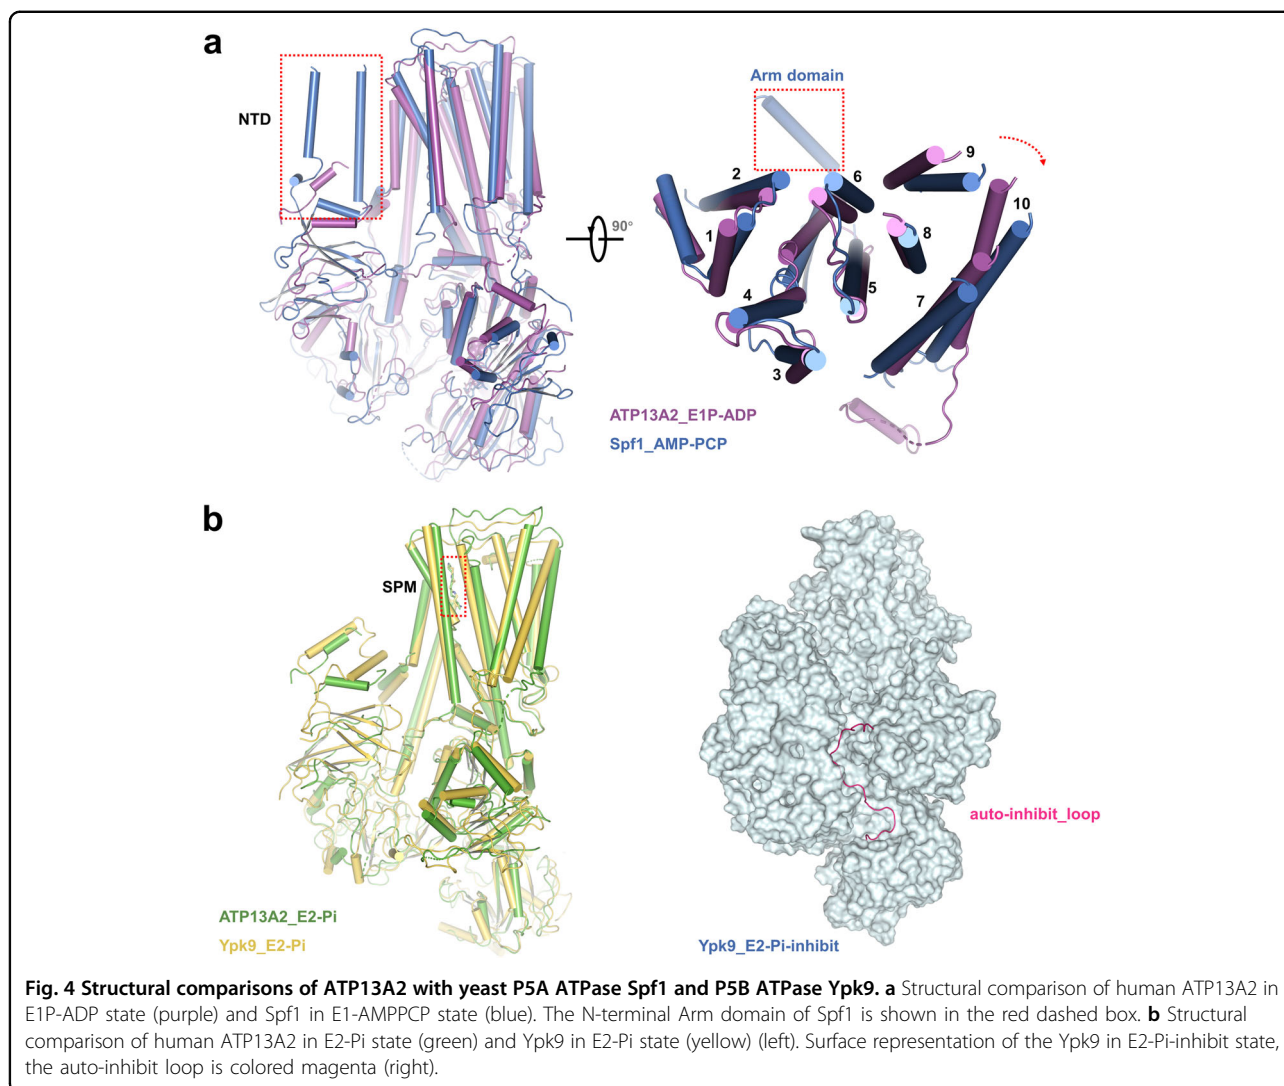 a
Arm domain
NTD
90°
2
6
9
10
1
8
4
5
7
3
ATP13A2_E1P-ADP
Spf1_AMP-PCP
b
SPM
auto-inhibit_loop
ATP13A2_E2-Pi
Ypk9_E2-Pi
Ypk9_E2-Pi-inhibit
Fig. 4 Structural comparisons of ATP13A2 with yeast P5A ATPase Spf1 and P5B ATPase Ypk9. a Structural comparison of human ATP13A2 in
E1P-ADP state (purple) and Spf1 in E1-AMPPCP state (blue). The N-terminal Arm domain of Spf1 is shown in the red dashed box. b Structural
comparison of human ATP13A2 in E2-Pi state (green) and Ypk9 in E2-Pi state (yellow) (left). Surface representation of the Ypk9 in E2-Pi-inhibit state,
the auto-inhibit loop is colored magenta (right).